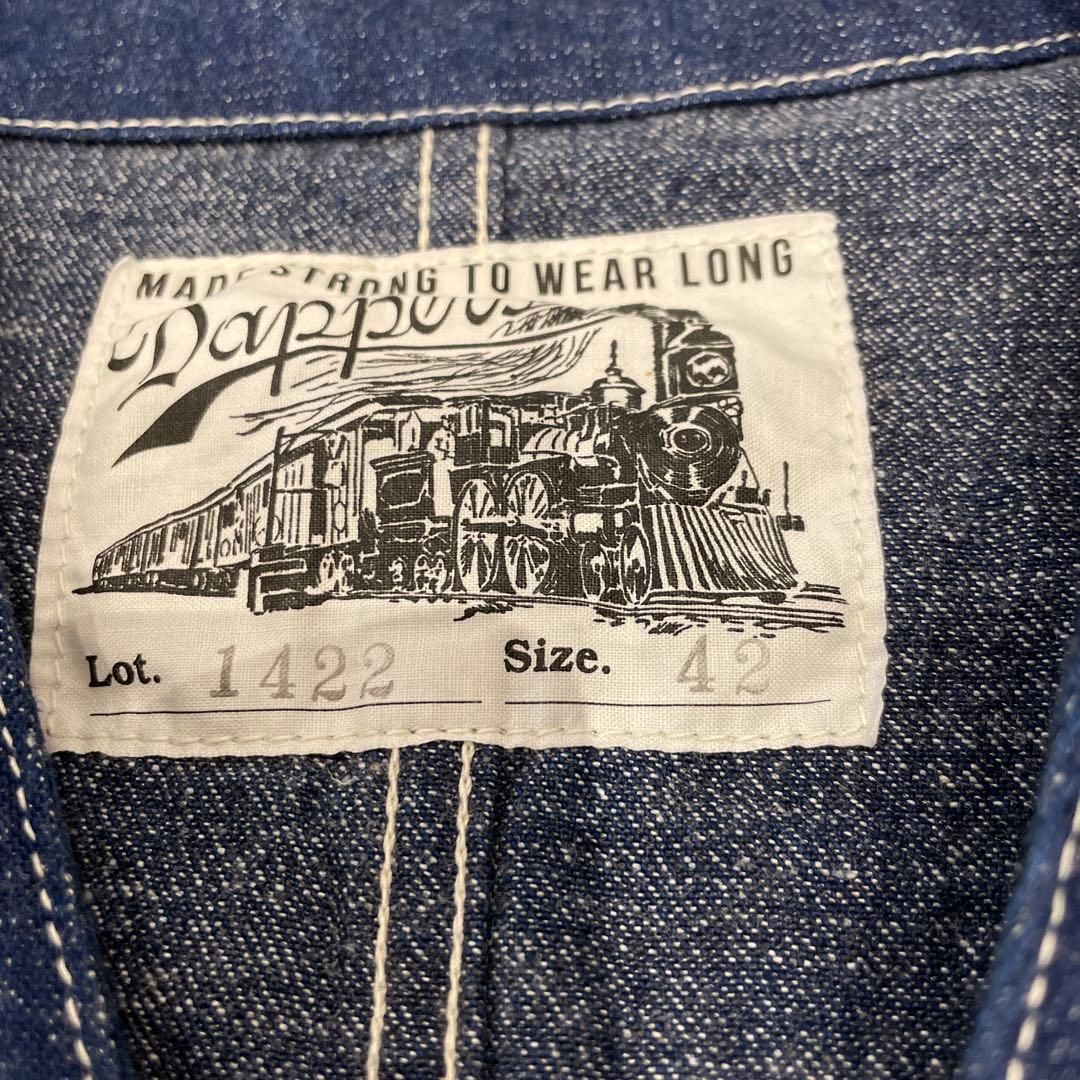 MADE STRONG TO WEAR LONG
Dapper's
Lot. 1422 Size. 42